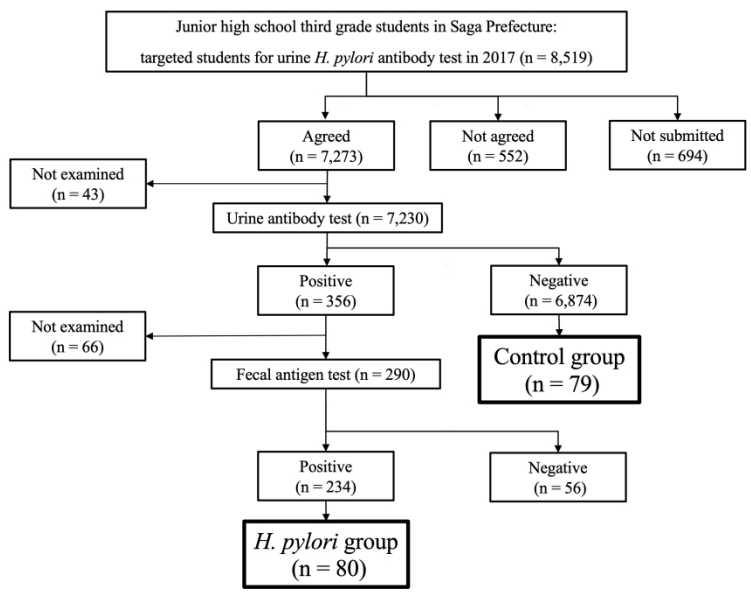 Junior high school third grade students in Saga Prefecture:
targeted students for urine H. pylori antibody test in 2017 (n = 8,519)
Agreed
(n = 7,273)
Not agreed
(n = 552)
Not submitted
(n = 694)
Not examined
(n = 43)
Urine antibody test (n = 7,230)
Positive
(n = 356)
Negative
(n = 6,874)
Not examined
(n = 66)
Control group
(n = 79)
Fecal antigen test (n = 290)
Positive
(n = 234)
Negative
(n = 56)
H. pylori group
(n = 80)